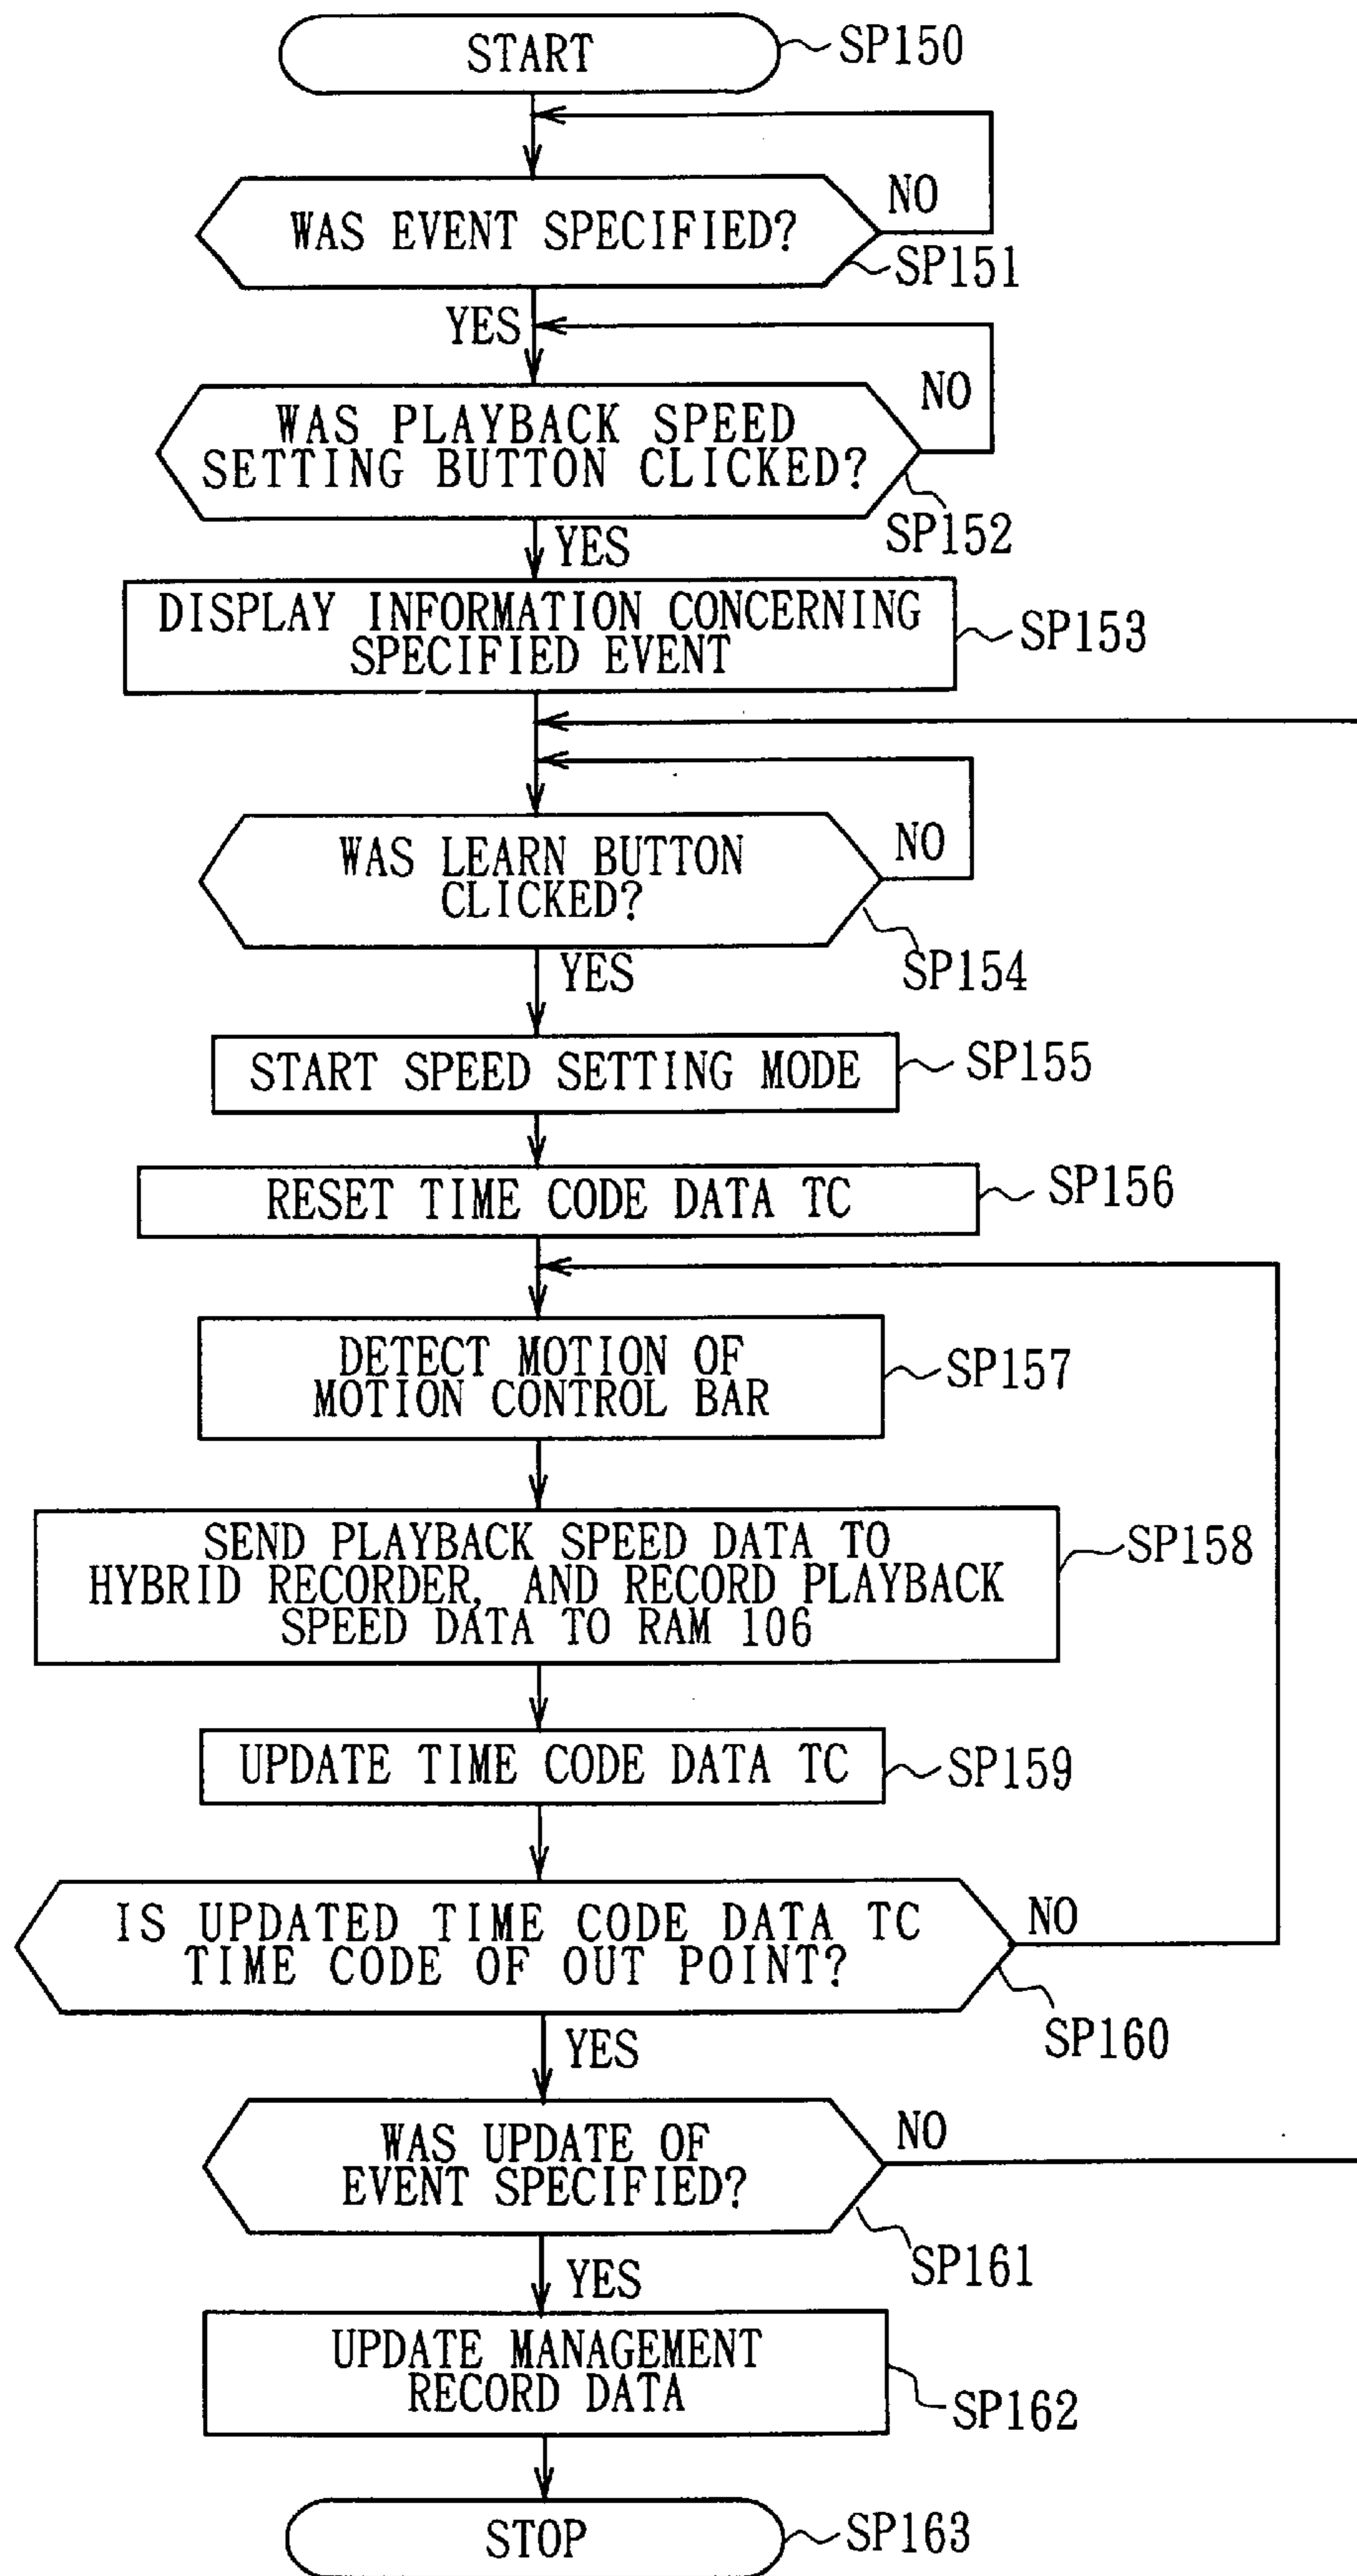 START
SP150
NO
WAS EVENT SPECIFIED?
SP151
YES
NO
WAS PLAYBACK SPEED
SETTING BUTTON CLICKED?
SP152
YES
DISPLAY INFORMATION CONCERNING
SPECIFIED EVENT
SP153
WAS LEARN BUTTON
CLICKED?
NO
SP154
YES
START SPEED SETTING MODE
SP155
RESET TIME CODE DATA TC
SP156
DETECT MOTION OF
MOTION CONTROL BAR
SP157
SEND PLAYBACK SPEED DATA TO
HYBRID RECORDER, AND RECORD PLAYBACK
SPEED DATA TO RAM 106
SP158
UPDATE TIME CODE DATA TC
SP159
IS UPDATED TIME CODE DATA TC
TIME CODE OF OUT POINT?
NO
SP160
YES
WAS UPDATE OF
EVENT SPECIFIED?
NO
SP161
YES
UPDATE MANAGEMENT
RECORD DATA
SP162
STOP
SP163